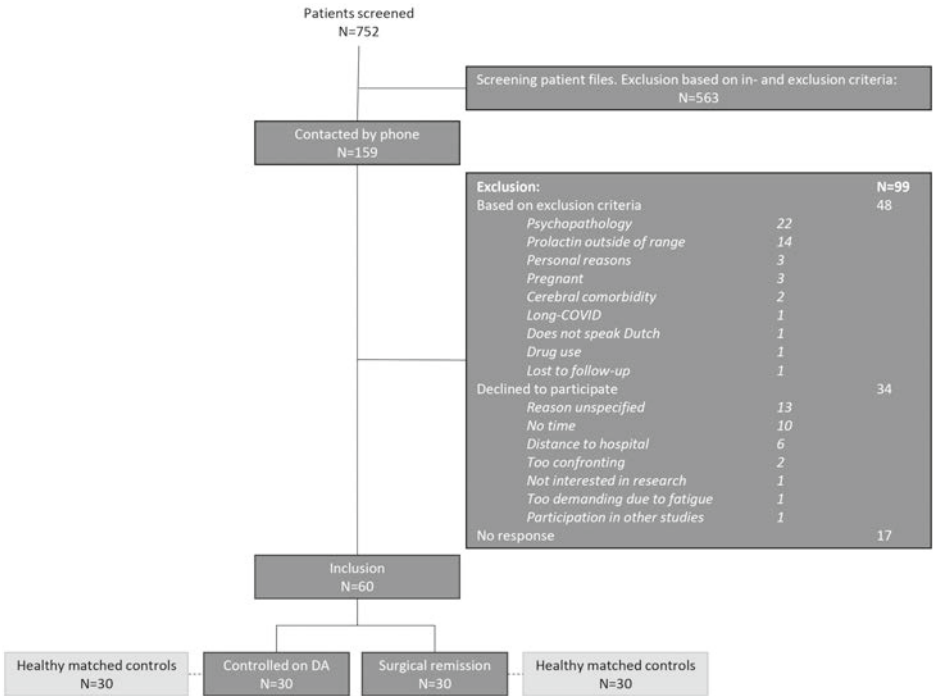 Patients screened
N=752
Screening patient files. Exclusion based on in- and exclusion criteria:
N=563
Contacted by phone
N=159
Exclusion: N=99
Based on exclusion criteria 48
Psychopathology 22
Prolactin outside of range 14
Personal reasons 3
Pregnant 3
Cerebral comorbidity 2
Long-COVID 1
Does not speak Dutch 1
Drug use 1
Lost to follow-up 1
Declined to participate 34
Reason unspecified 13
No time 10
Distance to hospital 6
Too confronting 2
Not interested in research 1
Too demanding due to fatigue 1
Participation in other studies 1
No response 17
Inclusion
N=60
Healthy matched controls
N=30
Controlled on DA
N=30
Surgical remission
N=30
Healthy matched controls
N=30